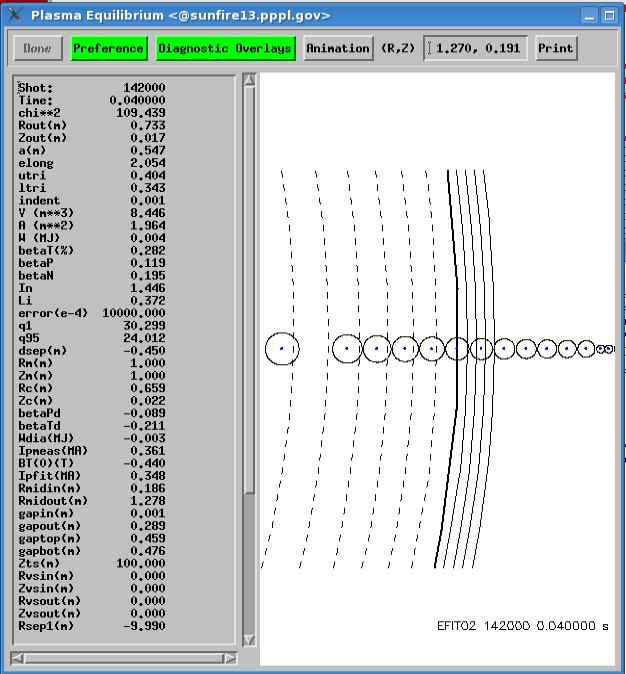 Plasma Equilibrium <@sunfire13.pppl.gov>
Done Preference Diagnostic Overlays Animation (R,Z) 1.270, 0.191 Print
Shot: 142000
Time: 0.040000
chi**2 109.439
Rout(m) 0.733
Zout(m) 0.017
a(m) 0.547
elong 2.054
utri 0.404
ltri 0.343
indent 0.001
V (m**3) 8.446
A (m**2) 1.964
W (MJ) 0.004
betaT(%) 0.282
betaP 0.119
betaN 0.195
In 1.446
Li 0.372
error(e-4) 10000.000
q1 30.299
q95 24.012
dsep(m) -0.450
Rm(m) 1.000
Zm(m) 1.000
Rc(m) 0.659
Zc(m) 0.022
betaPd -0.089
betaTd -0.211
Wdia(MJ) -0.003
Ipmeas(MA) 0.361
BT(0)(T) -0.440
Ipfit(MA) 0.348
Rmidin(m) 0.186
Rmidout(m) 1.278
gapin(m) 0.001
gapout(m) 0.289
gaptop(m) 0.459
gapbot(m) 0.476
Zts(m) 100.000
Rvsin(m) 0.000
Zvsin(m) 0.000
Rvsout(m) 0.000
Zvsout(m) 0.000
Rsep1(m) -9.990
EFIT02 142000 0.040000 s